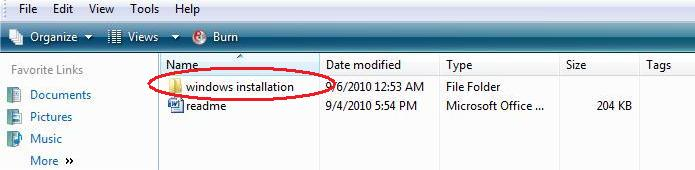 File Edit View Tools Help
Organize Views Burn
Favorite Links
Documents
Pictures
Music
More »
Name Date modified Type Size Tags
windows installation 9/6/2010 12:53 AM File Folder
readme 9/4/2010 5:54 PM Microsoft Office ... 204 KB